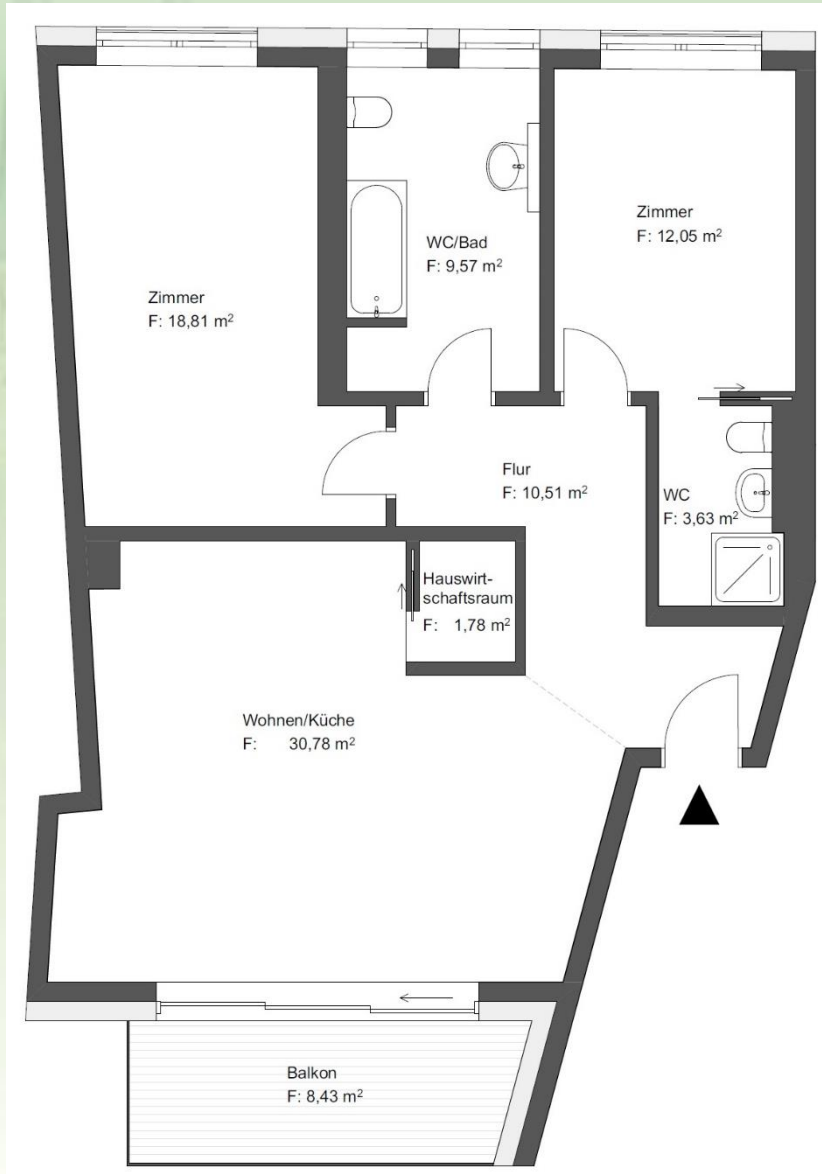 Zimmer
F: 12,05 m²
WC/Bad
F: 9,57 m²
Zimmer
F: 18,81 m²
Flur
F: 10,51 m²
WC
F: 3,63 m²
Hauswirt-
schaftsraum
F: 1,78 m²
Wohnen/Küche
F: 30,78 m²
Balkon
F: 8,43 m²